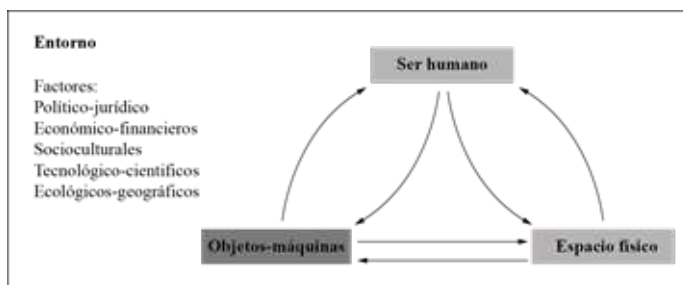 Entorno
Factores:
Político-jurídico
Económico-financieros
Socioculturales
Tecnológico-científicos
Ecológicos-geográficos
Ser humano
Objetos-máquinas
Espacio físico